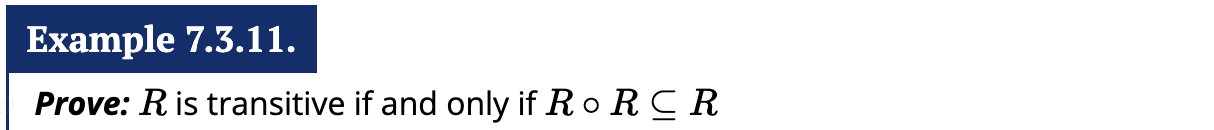 Example 7.3.11.
Prove: R is transitive if and only if R ∘ R ⊆ R